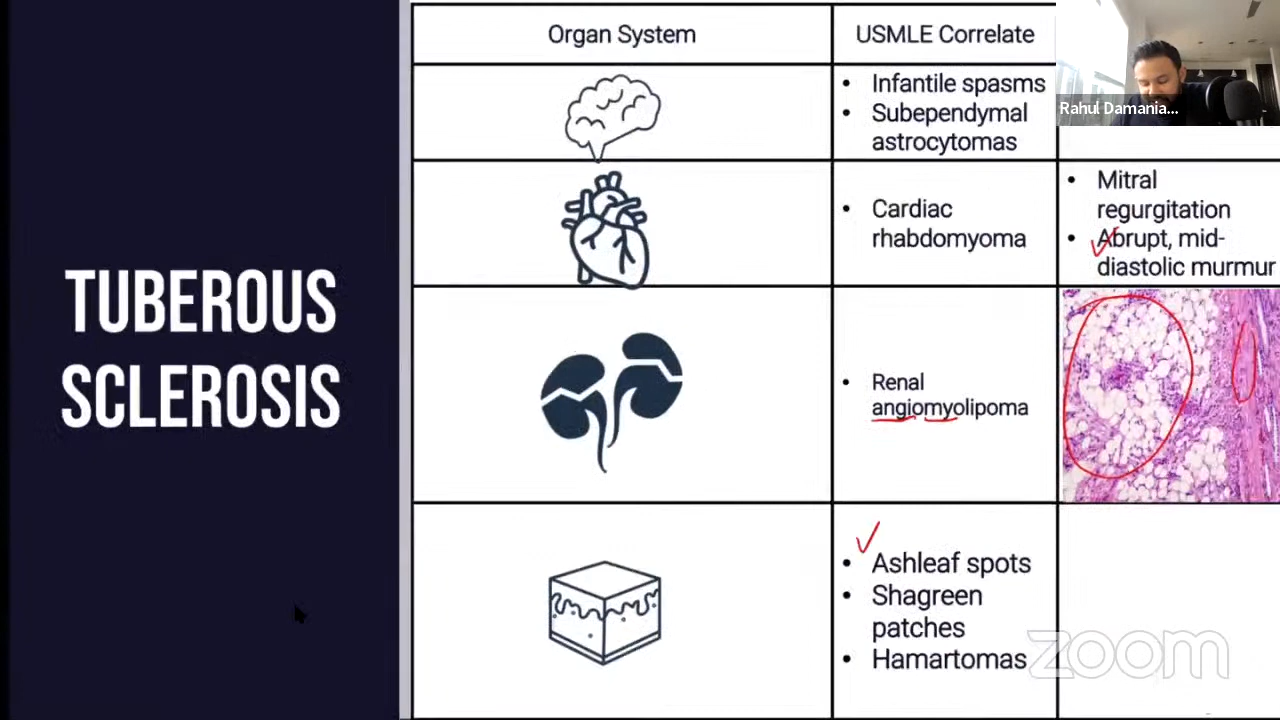 TUBEROUS
SCLEROSIS
Organ System
USMLE Correlate
Rahul Damania...
• Infantile spasms
• Subependymal
astrocytomas
• Cardiac
rhabdomyoma
• Mitral
regurgitation
• Abrupt, mid-
diastolic murmur
• Renal
angiomyolipoma
• Ashleaf spots
• Shagreen
patches
• Hamartomas
zoom